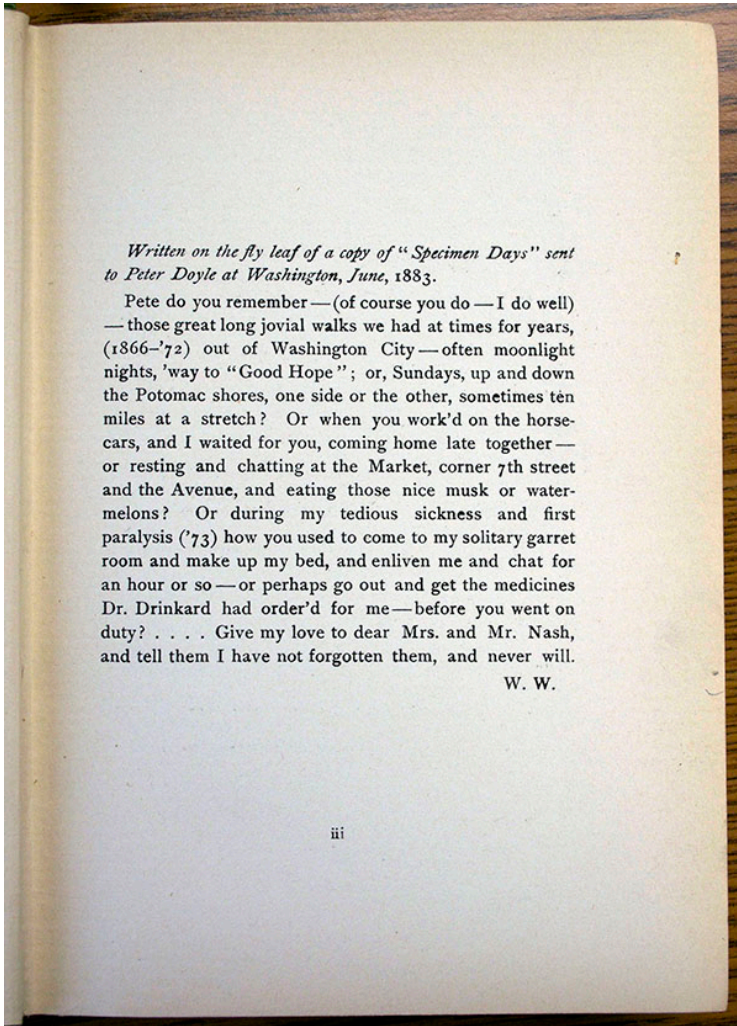 Written on the fly leaf of a copy of “Specimen Days” sent
to Peter Doyle at Washington, June, 1883.
Pete do you remember—(of course you do—I do well)
—those great long jovial walks we had at times for years,
(1866–’72) out of Washington City—often moonlight
nights, ’way to “Good Hope”; or, Sundays, up and down
the Potomac shores, one side or the other, sometimes ten
miles at a stretch? Or when you work’d on the horse-
cars, and I waited for you, coming home late together—
or resting and chatting at the Market, corner 7th street
and the Avenue, and eating those nice musk or water-
melons? Or during my tedious sickness and first
paralysis (’73) how you used to come to my solitary garret
room and make up my bed, and enliven me and chat for
an hour or so—or perhaps go out and get the medicines
Dr. Drinkard had order’d for me—before you went on
duty? . . . . Give my love to dear Mrs. and Mr. Nash,
and tell them I have not forgotten them, and never will.
W. W.
iii